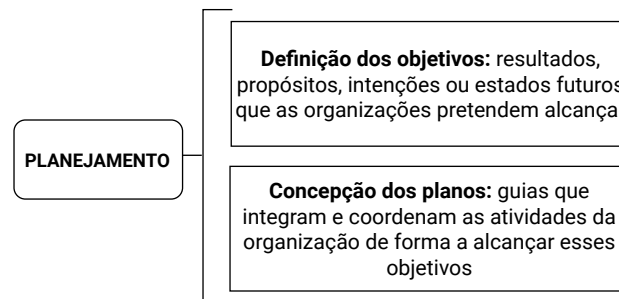 PLANEJAMENTO
Definição dos objetivos: resultados,
propósitos, intenções ou estados futuros
que as organizações pretendem alcança
Concepção dos planos: guias que
integram e coordenam as atividades da
organização de forma a alcançar esses
objetivos